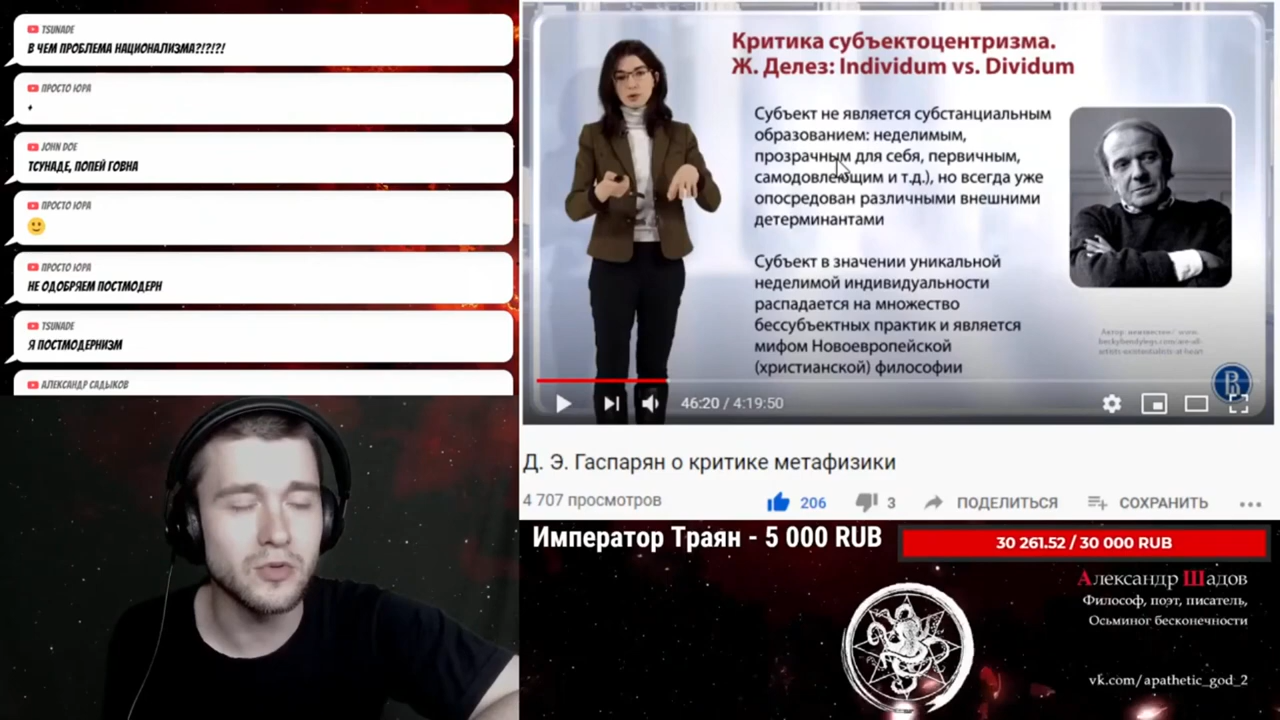 TSUNADE
В ЧЕМ ПРОБЛЕМА НАЦИОНАЛИЗМА?!?!?!
ПРОСТО ЮРА
+
JOHN DOE
ТСУНАДЕ, ПОПЕЙ ГОВНА
ПРОСТО ЮРА
ПРОСТО ЮРА
НЕ ОДОБРЯЕМ ПОСТМОДЕРН
TSUNADE
Я ПОСТМОДЕРНИЗМ
АЛЕКСАНДР САДЫКОВ
Критика субъектоцентризма.
Ж. Делез: Individum vs. Dividum
Субъект не является субстанциальным
образованием: неделимым,
прозрачным для себя, первичным,
самодовлеющим и т.д.), но всегда уже
опосредован различными внешними
детерминантами
Субъект в значении уникальной
неделимой индивидуальности
распадается на множество
бессубъектных практик и является
мифом Новоевропейской
(христианской) философии
46:20 / 4:19:50
Д. Э. Гаспарян о критике метафизики
4 707 просмотров
206
3
ПОДЕЛИТЬСЯ
СОХРАНИТЬ
Император Траян - 5 000 RUB
30 261.52 / 30 000 RUB
Александр Шадов
Философ, поэт, писатель,
Осьминог бесконечности
vk.com/apathetic_god_2